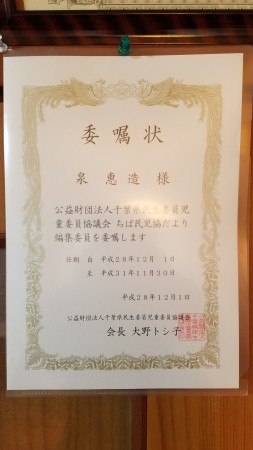 委嘱状
泉 惠造 様
公益財団法人千葉県民生委員児
童委員協議会 ちば民児協だより
編集委員を委嘱します
任期 自 平成28年12月 1日
至 平成31年11月30日
平成28年12月1日
公益財団法人千葉県民生委員児童委員協議会
会長 大野トシ子